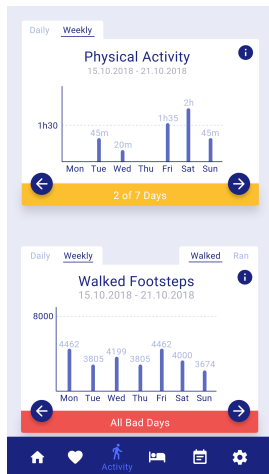 Daily Weekly
Physical Activity
15.10.2018 - 21.10.2018
2h
1h35
1h30
45m
45m
20m
Mon Tue Wed Thu Fri Sat Sun
2 of 7 Days
Daily Weekly Walked Ran
Walked Footsteps
15.10.2018 - 21.10.2018
8000
4462 3805 4199 3805 4462 4000 3674
Mon Tue Wed Thu Fri Sat Sun
All Bad Days
Activity